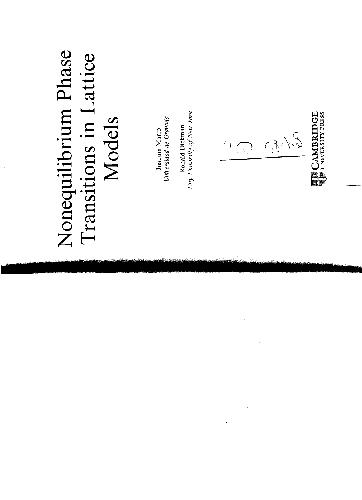 Nonequilibrium Phase
Transitions in Lattice
Models
Joaquín Marro
Universidad de Granada
Ronald Dickman
City University of New York
CAMBRIDGE
UNIVERSITY PRESS